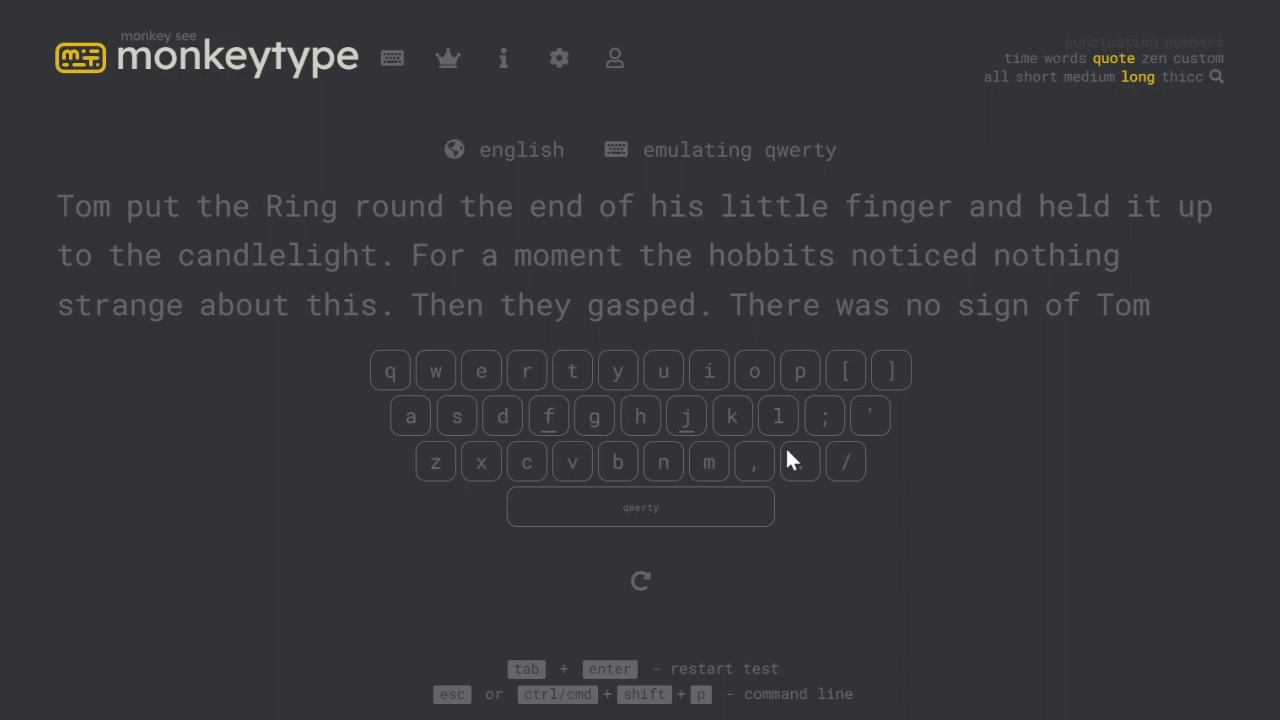 monkey see
monkeytype
punctuation numbers
time words quote zen custom
all short medium long thicc
english emulating qwerty
Tom put the Ring round the end of his little finger and held it up
to the candlelight. For a moment the hobbits noticed nothing
strange about this. Then they gasped. There was no sign of Tom
q w e r t y u i o p [ ]
a s d f g h j k l ; '
z x c v b n m , . /
qwerty
tab + enter - restart test
esc or ctrl/cmd + shift + p - command line